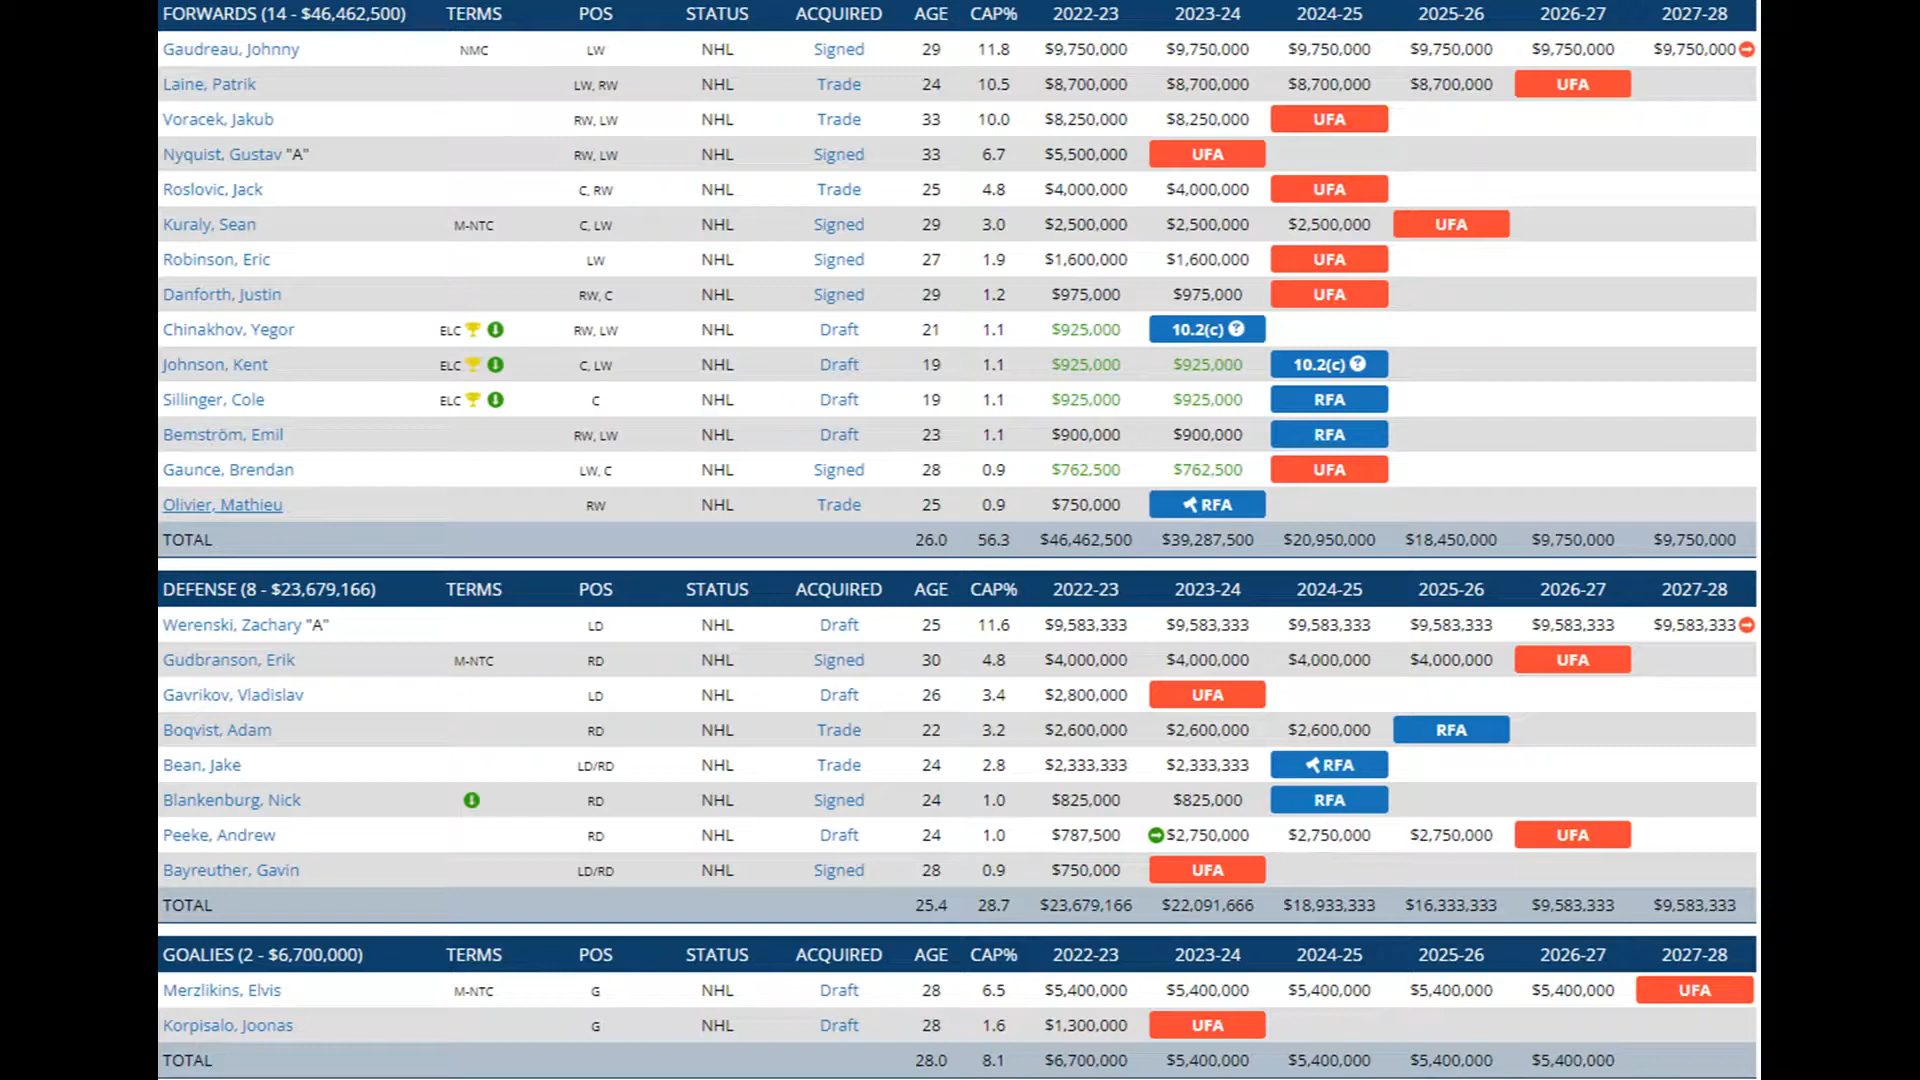 FORWARDS (14 - $46,462,500) TERMS POS STATUS ACQUIRED AGE CAP% 2022-23 2023-24 2024-25 2025-26 2026-27 2027-28
Gaudreau, Johnny NMC LW NHL Signed 29 11.8 $9,750,000 $9,750,000 $9,750,000 $9,750,000 $9,750,000 $9,750,000
Laine, Patrik LW, RW NHL Trade 24 10.5 $8,700,000 $8,700,000 $8,700,000 $8,700,000 UFA
Voracek, Jakub RW, LW NHL Trade 33 10.0 $8,250,000 $8,250,000 UFA
Nyquist, Gustav "A" RW, LW NHL Signed 33 6.7 $5,500,000 UFA
Roslovic, Jack C, RW NHL Trade 25 4.8 $4,000,000 $4,000,000 UFA
Kuraly, Sean M-NTC C, LW NHL Signed 29 3.0 $2,500,000 $2,500,000 $2,500,000 UFA
Robinson, Eric LW NHL Signed 27 1.9 $1,600,000 $1,600,000 UFA
Danforth, Justin RW, C NHL Signed 29 1.2 $975,000 $975,000 UFA
Chinakhov, Yegor ELC RW, LW NHL Draft 21 1.1 $925,000 10.2(c) ?
Johnson, Kent ELC C, LW NHL Draft 19 1.1 $925,000 $925,000 10.2(c) ?
Sillinger, Cole ELC C NHL Draft 19 1.1 $925,000 $925,000 RFA
Bemström, Emil RW, LW NHL Draft 23 1.1 $900,000 $900,000 RFA
Gaunce, Brendan LW, C NHL Signed 28 0.9 $762,500 $762,500 UFA
Olivier, Mathieu RW NHL Trade 25 0.9 $750,000 RFA
TOTAL 26.0 56.3 $46,462,500 $39,287,500 $20,950,000 $18,450,000 $9,750,000 $9,750,000
DEFENSE (8 - $23,679,166) TERMS POS STATUS ACQUIRED AGE CAP% 2022-23 2023-24 2024-25 2025-26 2026-27 2027-28
Werenski, Zachary "A" LD NHL Draft 25 11.6 $9,583,333 $9,583,333 $9,583,333 $9,583,333 $9,583,333 $9,583,333
Gudbranson, Erik M-NTC RD NHL Signed 30 4.8 $4,000,000 $4,000,000 $4,000,000 $4,000,000 UFA
Gavrikov, Vladislav LD NHL Draft 26 3.4 $2,800,000 UFA
Boqvist, Adam RD NHL Trade 22 3.2 $2,600,000 $2,600,000 $2,600,000 RFA
Bean, Jake LD/RD NHL Trade 24 2.8 $2,333,333 $2,333,333 RFA
Blankenburg, Nick RD NHL Signed 24 1.0 $825,000 $825,000 RFA
Peeke, Andrew RD NHL Draft 24 1.0 $787,500 $2,750,000 $2,750,000 $2,750,000 UFA
Bayreuther, Gavin LD/RD NHL Signed 28 0.9 $750,000 UFA
TOTAL 25.4 28.7 $23,679,166 $22,091,666 $18,933,333 $16,333,333 $9,583,333 $9,583,333
GOALIES (2 - $6,700,000) TERMS POS STATUS ACQUIRED AGE CAP% 2022-23 2023-24 2024-25 2025-26 2026-27 2027-28
Merzlikins, Elvis M-NTC G NHL Draft 28 6.5 $5,400,000 $5,400,000 $5,400,000 $5,400,000 $5,400,000 UFA
Korpisalo, Joonas G NHL Draft 28 1.6 $1,300,000 UFA
TOTAL 28.0 8.1 $6,700,000 $5,400,000 $5,400,000 $5,400,000 $5,400,000